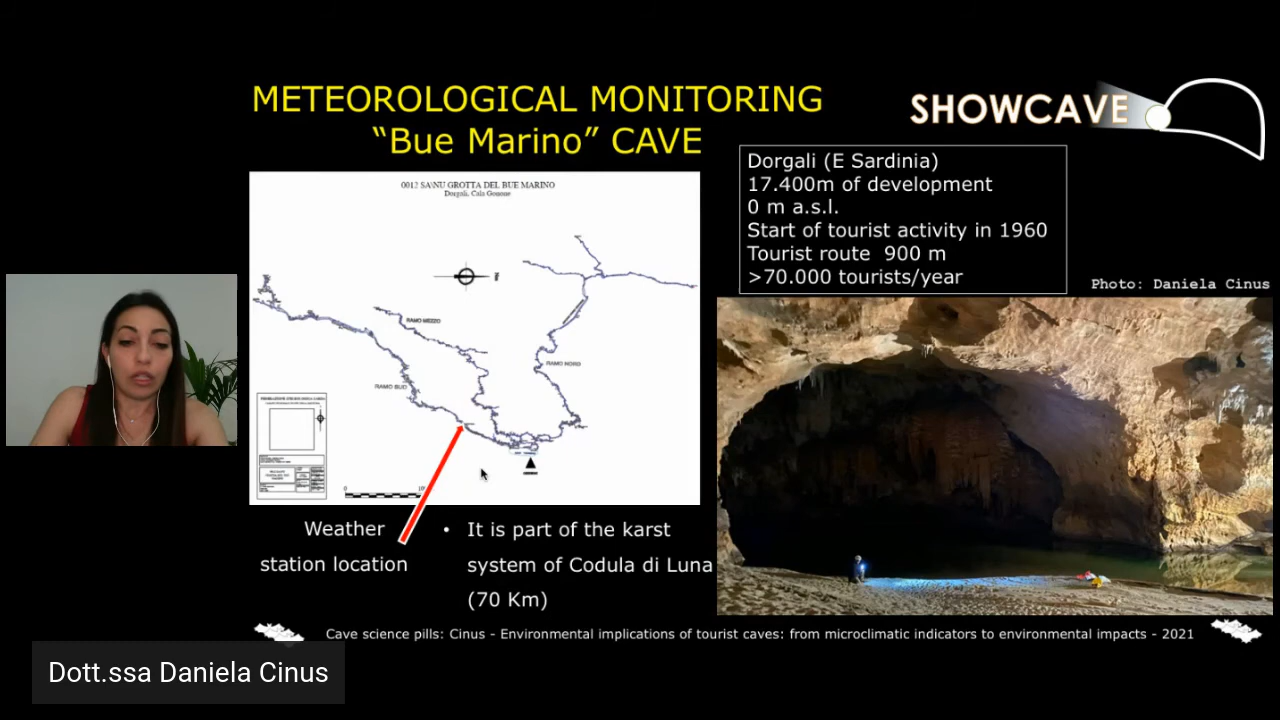 METEOROLOGICAL MONITORING
“Bue Marino” CAVE
SHOWCAVE
Dorgali (E Sardinia)
17.400m of development
0 m a.s.l.
Start of tourist activity in 1960
Tourist route 900 m
>70.000 tourists/year
Photo: Daniela Cinus
0012 SA\NU GROTTA DEL BUE MARINO
Dorgali, Cala Gonone
RAMO MEZZO
RAMO NORD
RAMO SUD
0
Weather
station location
• It is part of the karst
system of Codula di Luna
(70 Km)
Cave science pills: Cinus - Environmental implications of tourist caves: from microclimatic indicators to environmental impacts - 2021
Dott.ssa Daniela Cinus